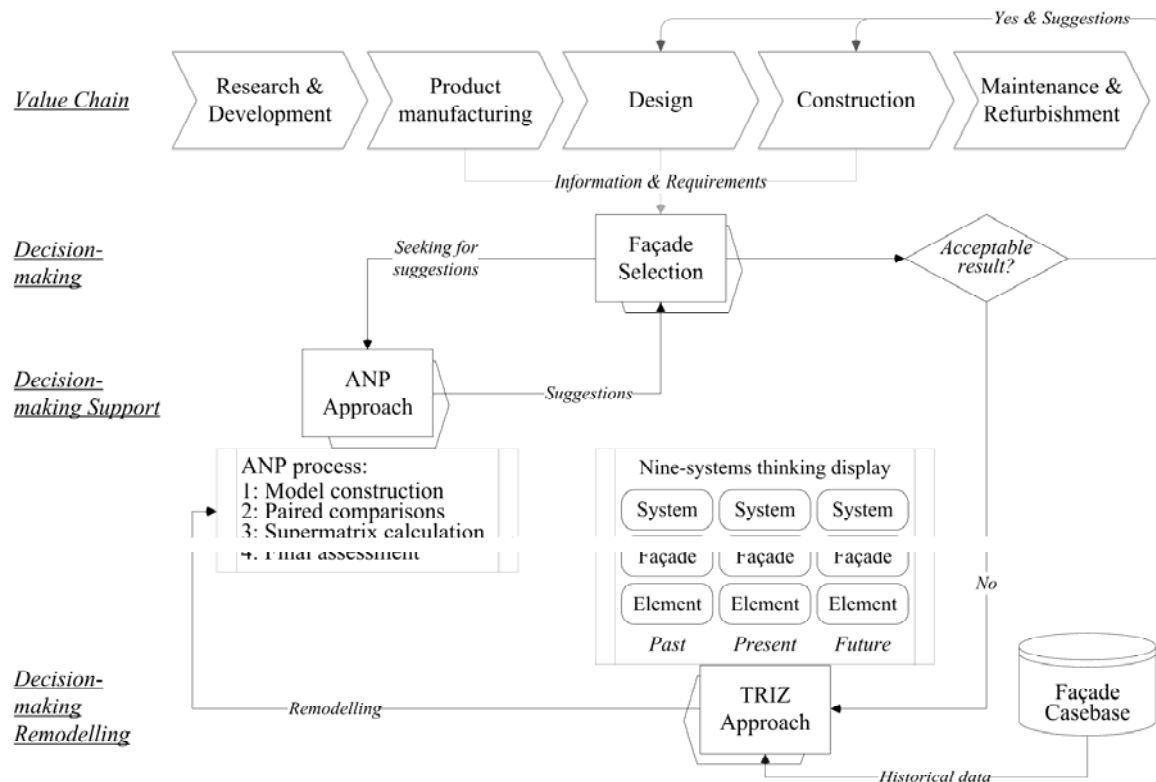 Yes & Suggestions
Value Chain
Research &
Development
Product
manufacturing
Design
Construction
Maintenance &
Refurbishment
Information & Requirements
Decision-
making
Seeking for
suggestions
Façade
Selection
Acceptable
result?
Decision-
making Support
ANP
Approach
Suggestions
ANP process:
1: Model construction
2: Paired comparisons
3: Supermatrix calculation
4: Final assessment
Nine-systems thinking display
System
System
System
Façade
Façade
Façade
Element
Element
Element
Past
Present
Future
No
Decision-
making
Remodelling
Remodelling
TRIZ
Approach
Façade
Casebase
Historical data